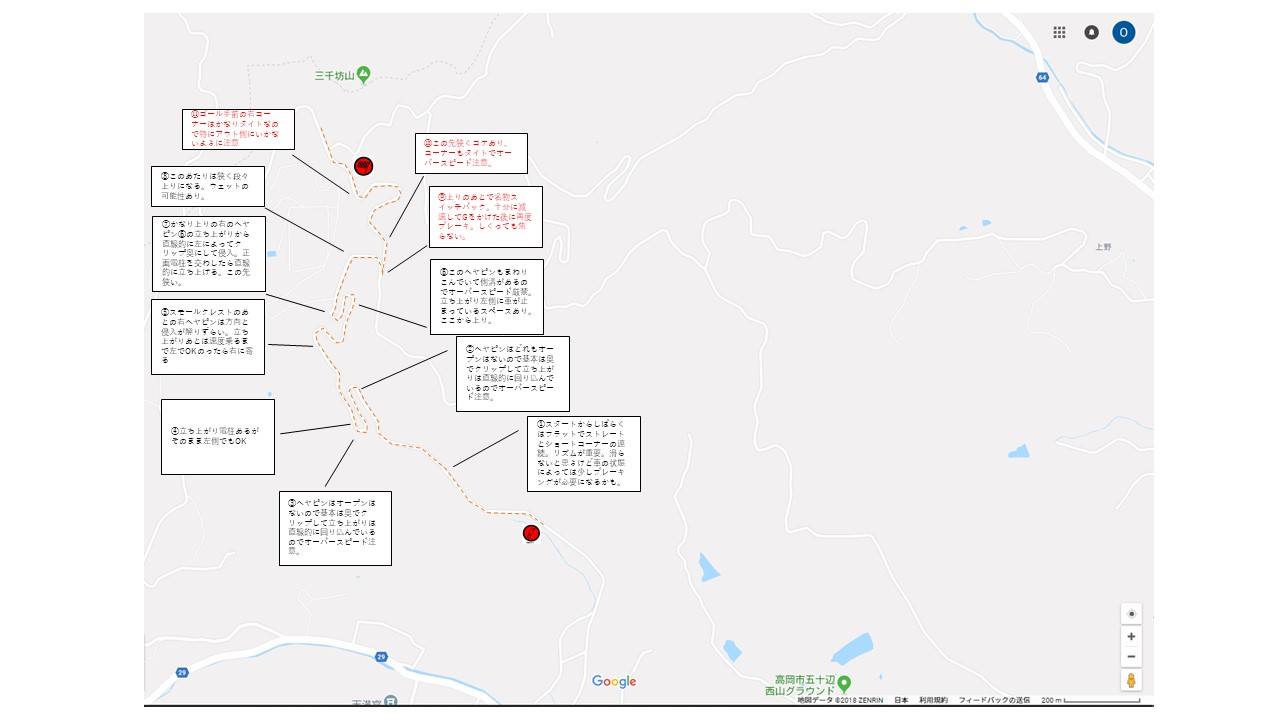 三千坊山
⑪ゴール手前の右コー
ナーはかなりタイトなの
で特にアウト側にいかな
いように注意
⑩この先狭くコケあり。
コーナーもタイトでオー
バースピード注意。
⑧このあたりは狭く段々
上りになる。ウェットの
可能性あり。
⑨上りのあとで名物ス
イッチバック。十分に減
速してGをかけた後に再度
ブレーキ。しくっても焦
らない。
⑦かなり上りの右のヘヤ
ピン⑥の立ち上がりから
直線的に左によってク
リップ奥にして侵入。正
面電柱を交わしたら直線
的に立ち上げる。この先
狭い。
⑥このヘヤピンもまわり
こんでいて側溝があるの
でオーバースピード厳禁。
立ち上がり左側に車が止
まっているスペースあり。
ここから上り。
⑤スモールクレストのあ
との右ヘヤピンは方向と
侵入が解りずらい。立ち
上がりあとは速度乗るま
で左でOKのったら右に寄
る
②ヘヤピンはどれもオー
プンはないので基本は奥
でクリップして立ち上が
りは直線的に回り込んで
いるのでオーバースピー
ド注意。
④立ち上がり電柱あるが
そのまま左側でもOK
①スタートからしばらく
はフラットでストレート
とショートコーナーの連
続。リズムが重要。滑ら
ないと思ょけど車の状態
によっては少しブレーキ
ングが必要になるかも。
③ヘヤピンはオープンは
ないので基本は奥でク
リップして立ち上がりは
直線的に回り込んでいる
のでオーバースピード注
意。
O
64
上野
29
29
天満宮
Google
高岡市五十辺
西山グラウンド
地図データ ©2018 ZENRIN 日本 利用規約 フィードバックの送信 200 m